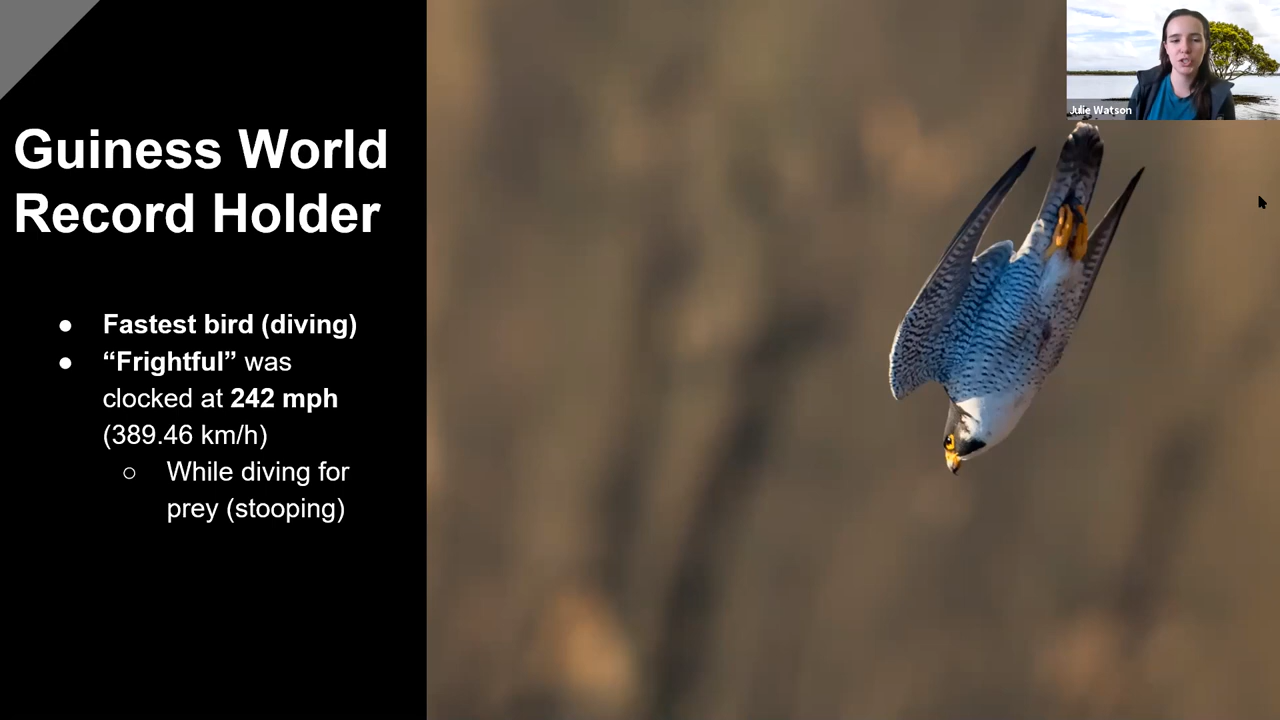 Guiness World
Record Holder
● Fastest bird (diving)
● “Frightful” was
clocked at 242 mph
(389.46 km/h)
○ While diving for
prey (stooping)
Julie Watson